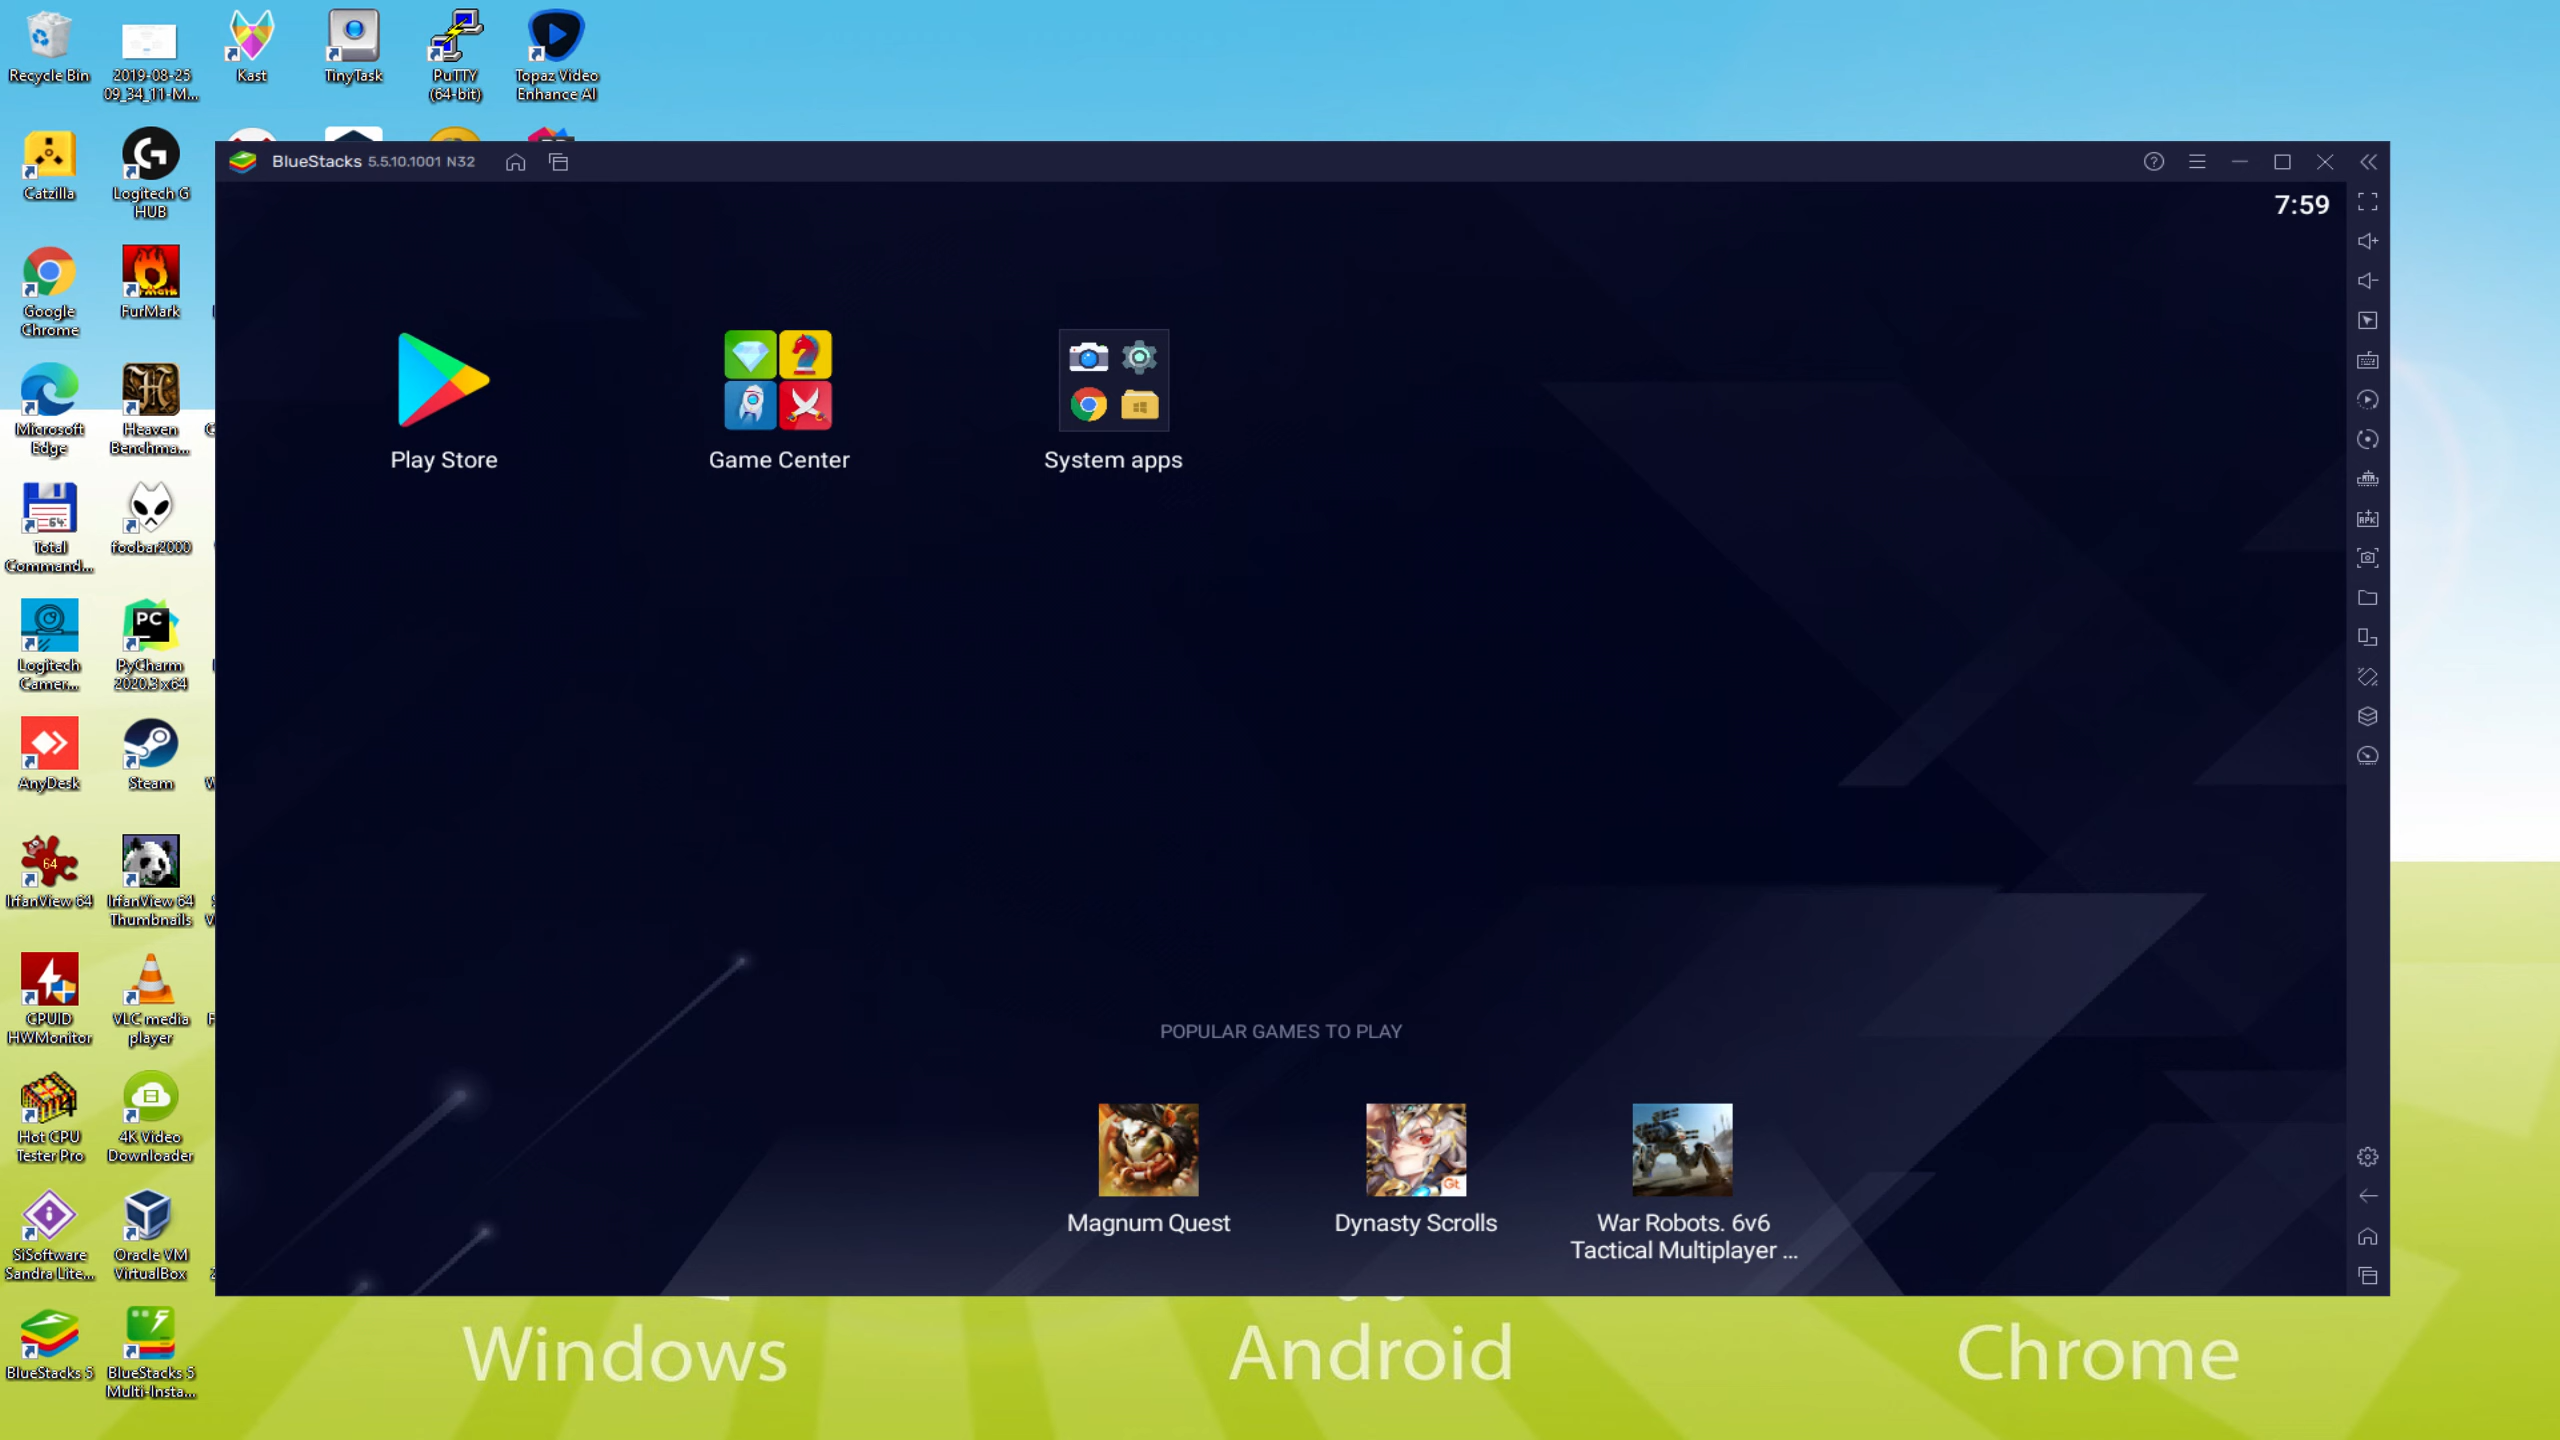 Recycle Bin
2019-08-25
09_34_11-M...
Kast
TinyTask
PuTTY
(64-bit)
Topaz Video
Enhance AI
Catzilla
Logitech G
HUB
Google
Chrome
FurMark
Microsoft
Edge
Heaven
Benchma...
Total
Command...
foobar2000
Logitech
Camer...
PyCharm
2020.3 x64
AnyDesk
Steam
IrfanView 64
IrfanView 64
Thumbnails
CPUID
HWMonitor
VLC media
player
Hot CPU
Tester Pro
4K Video
Downloader
SiSoftware
Sandra Lite...
Oracle VM
VirtualBox
BlueStacks 5
BlueStacks 5
Multi-Insta...
BlueStacks 5.5.10.1001 N32
7:59
Play Store
Game Center
System apps
POPULAR GAMES TO PLAY
Magnum Quest
Dynasty Scrolls
War Robots. 6v6
Tactical Multiplayer ...
Windows
Android
Chrome